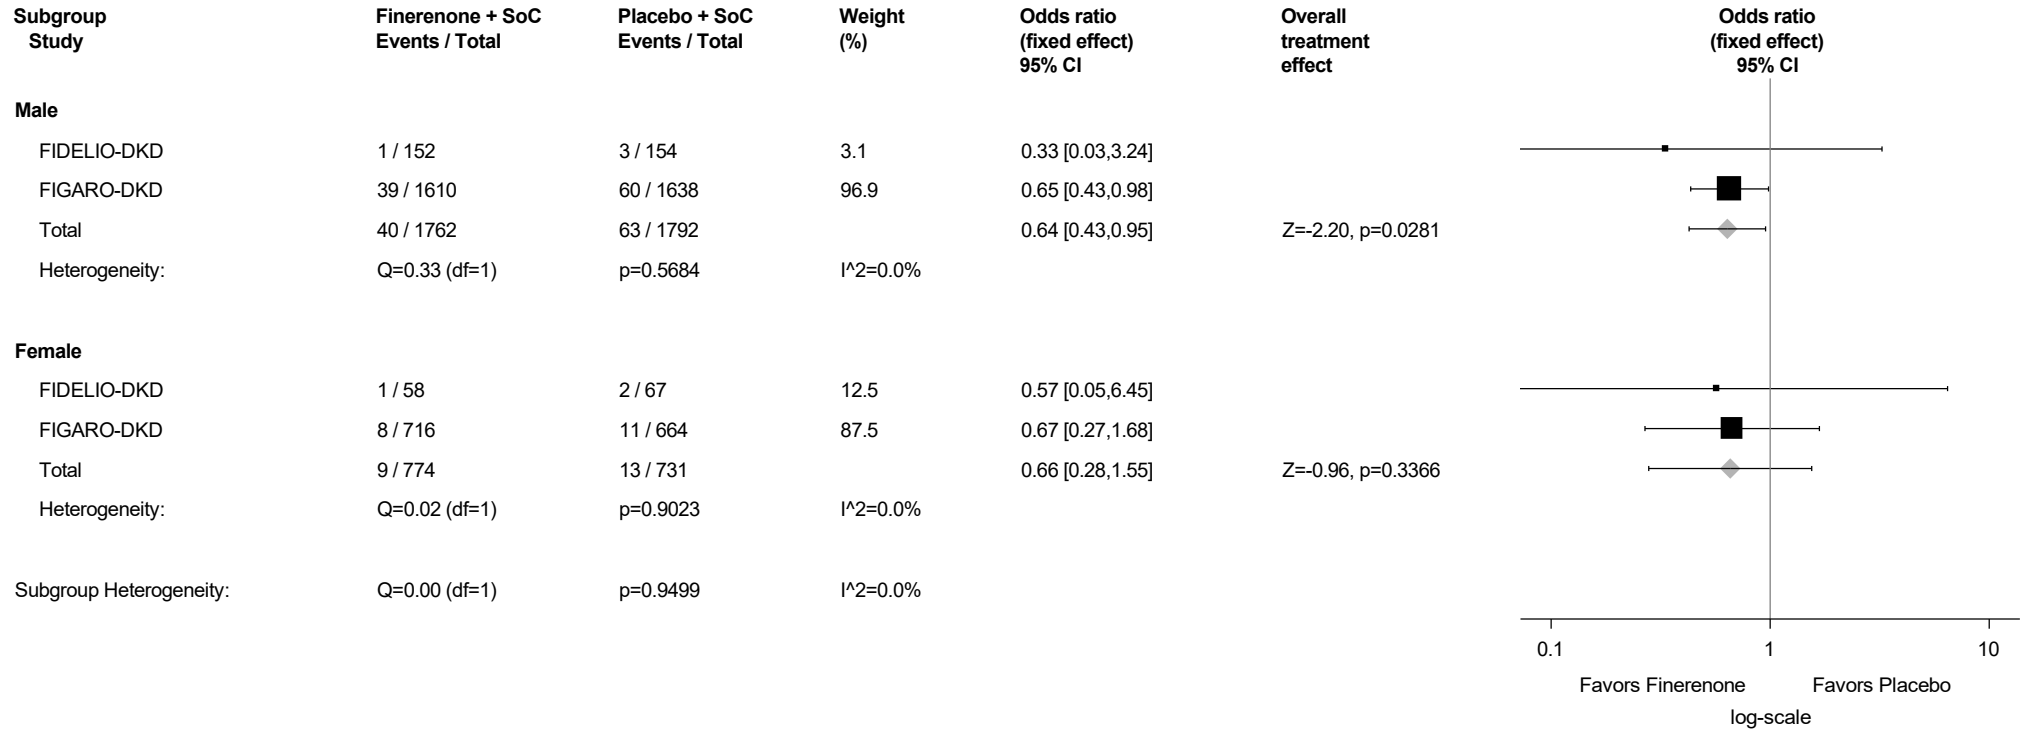 Subgroup Finerenone + SoC Placebo + SoC Weight Odds ratio Overall Odds ratio
Study Events / Total Events / Total (%) (fixed effect) treatment (fixed effect)
95% CI effect 95% CI
Male
FIDELIO-DKD 1 / 152 3 / 154 3.1 0.33 [0.03,3.24]
FIGARO-DKD 39 / 1610 60 / 1638 96.9 0.65 [0.43,0.98]
Total 40 / 1762 63 / 1792 0.64 [0.43,0.95] Z=-2.20, p=0.0281
Heterogeneity: Q=0.33 (df=1) p=0.5684 I^2=0.0%
Female
FIDELIO-DKD 1 / 58 2 / 67 12.5 0.57 [0.05,6.45]
FIGARO-DKD 8 / 716 11 / 664 87.5 0.67 [0.27,1.68]
Total 9 / 774 13 / 731 0.66 [0.28,1.55] Z=-0.96, p=0.3366
Heterogeneity: Q=0.02 (df=1) p=0.9023 I^2=0.0%
Subgroup Heterogeneity: Q=0.00 (df=1) p=0.9499 I^2=0.0%
0.1 1 10
Favors Finerenone Favors Placebo
log-scale